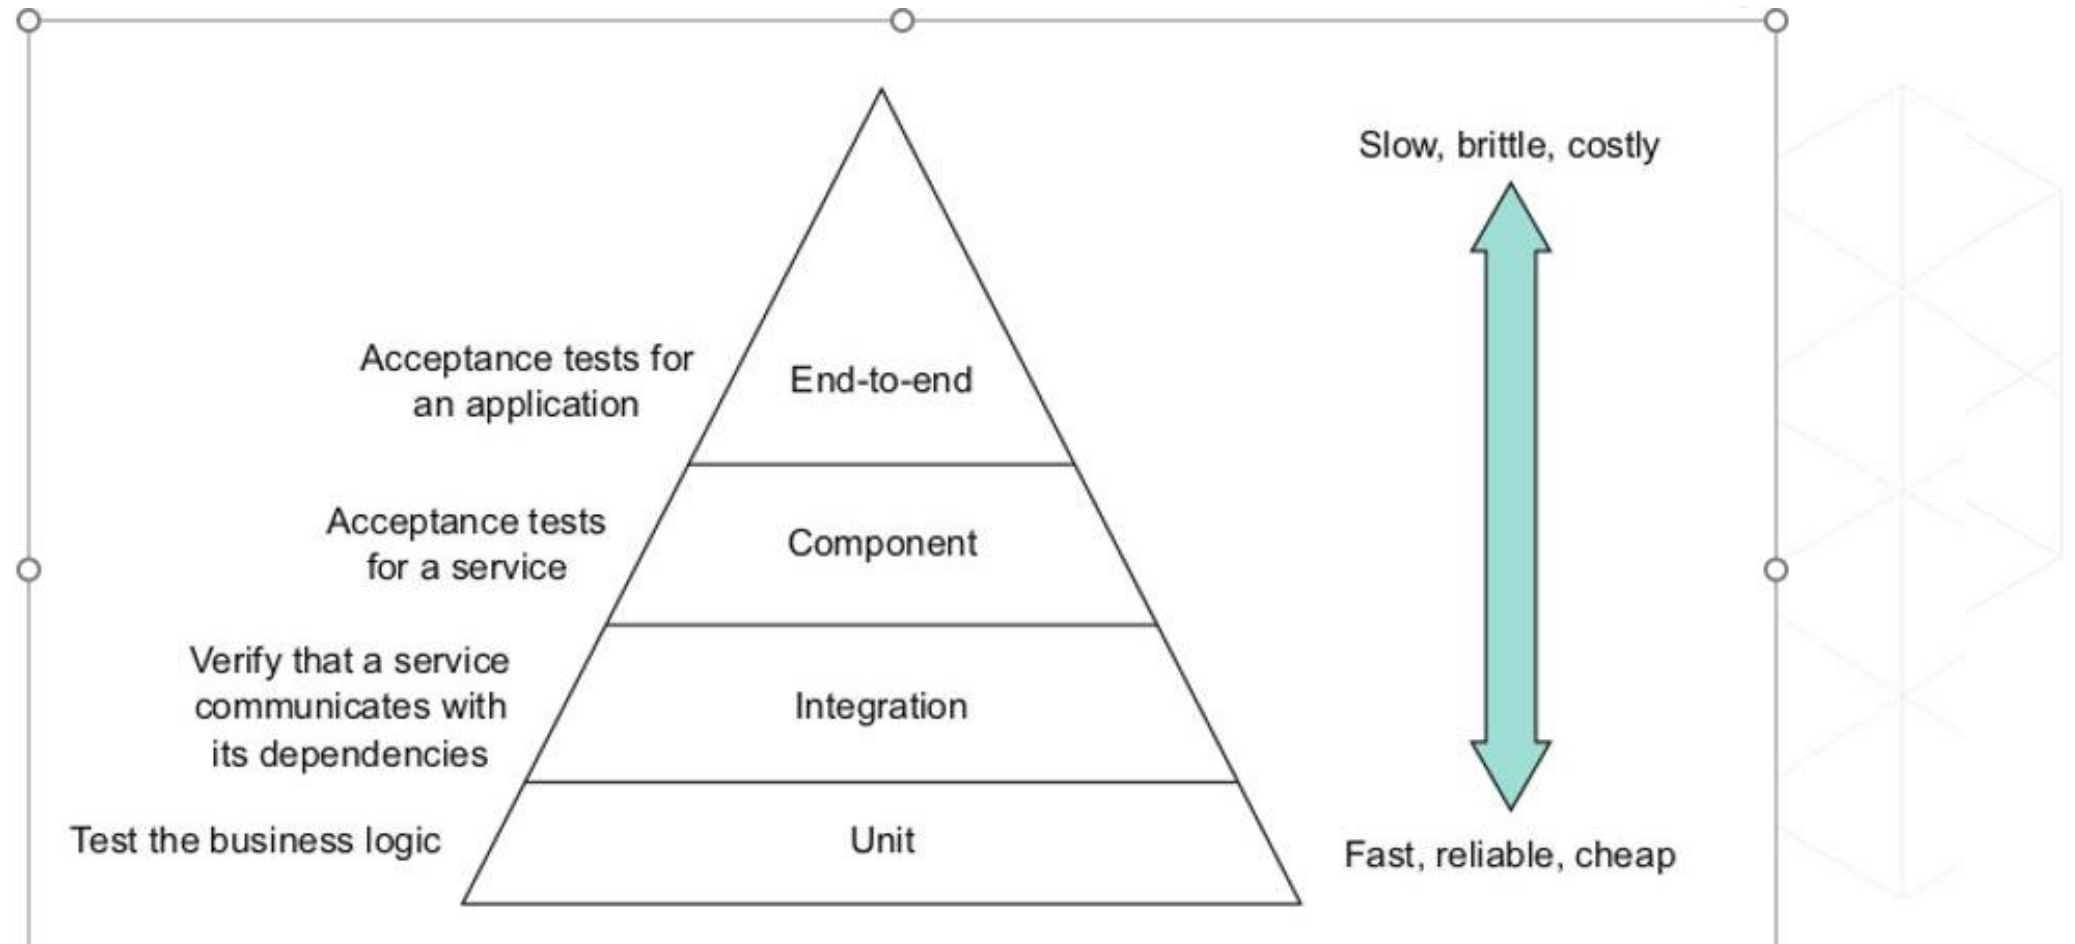 Slow, brittle, costly
Acceptance tests for
an application
End-to-end
Acceptance tests
for a service
Component
Verify that a service
communicates with
its dependencies
Integration
Test the business logic
Unit
Fast, reliable, cheap